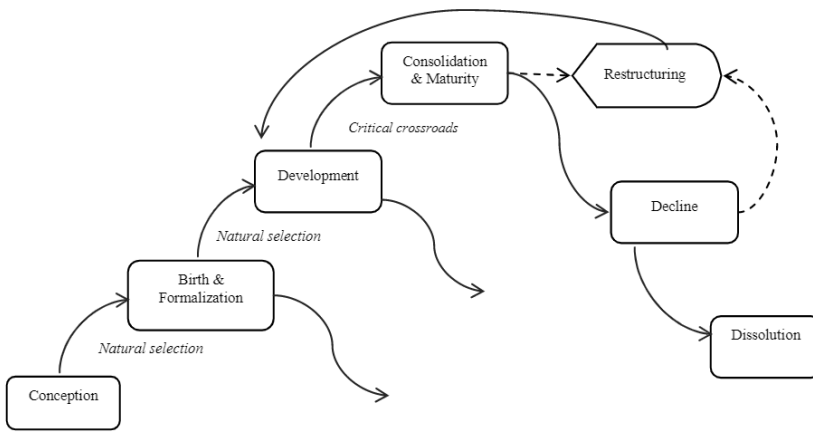 Consolidation
& Maturity
Restructuring
Critical crossroads
Development
Decline
Natural selection
Birth &
Formalization
Dissolution
Natural selection
Conception